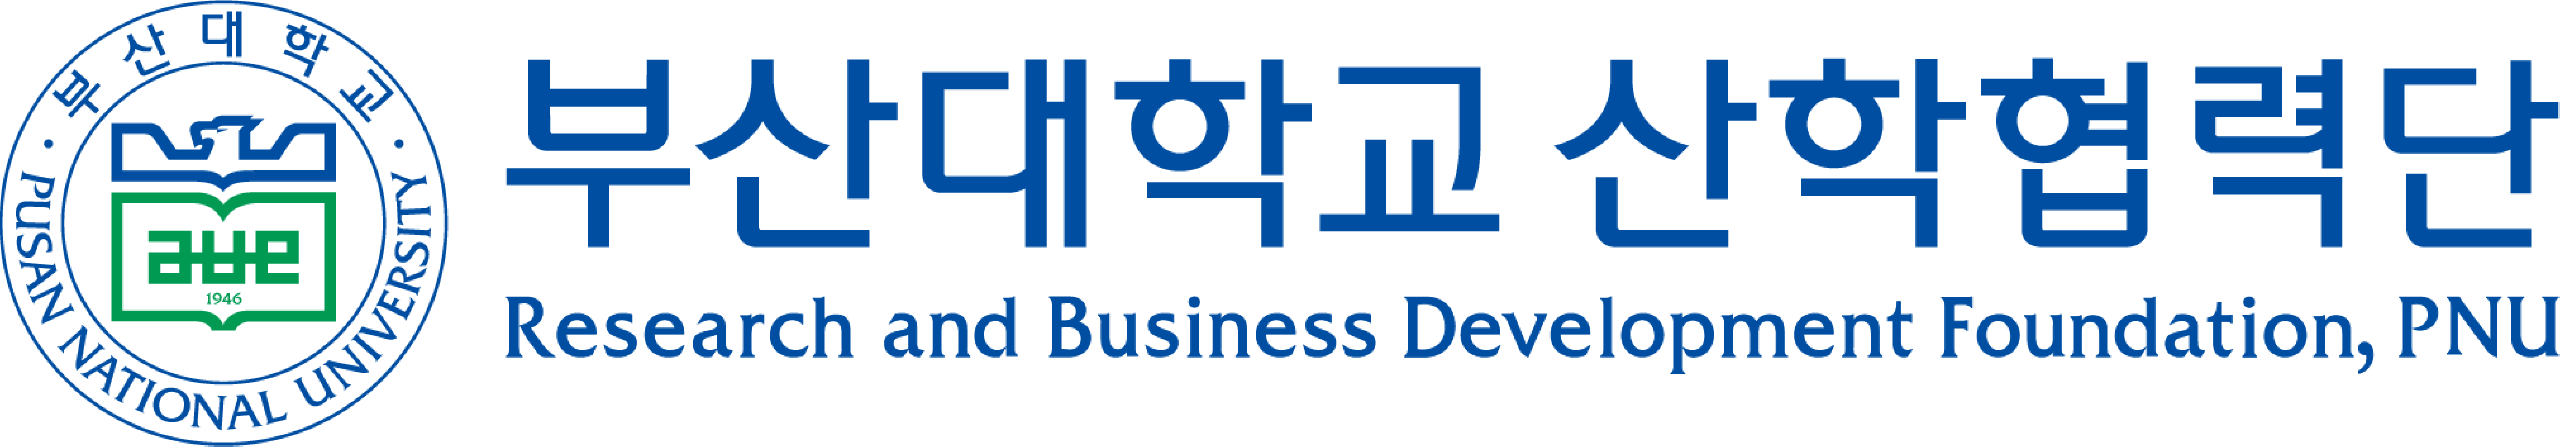 부산대학교
PUSAN NATIONAL UNIVERSITY
1946
부산대학교 산학협력단
Research and Business Development Foundation, PNU